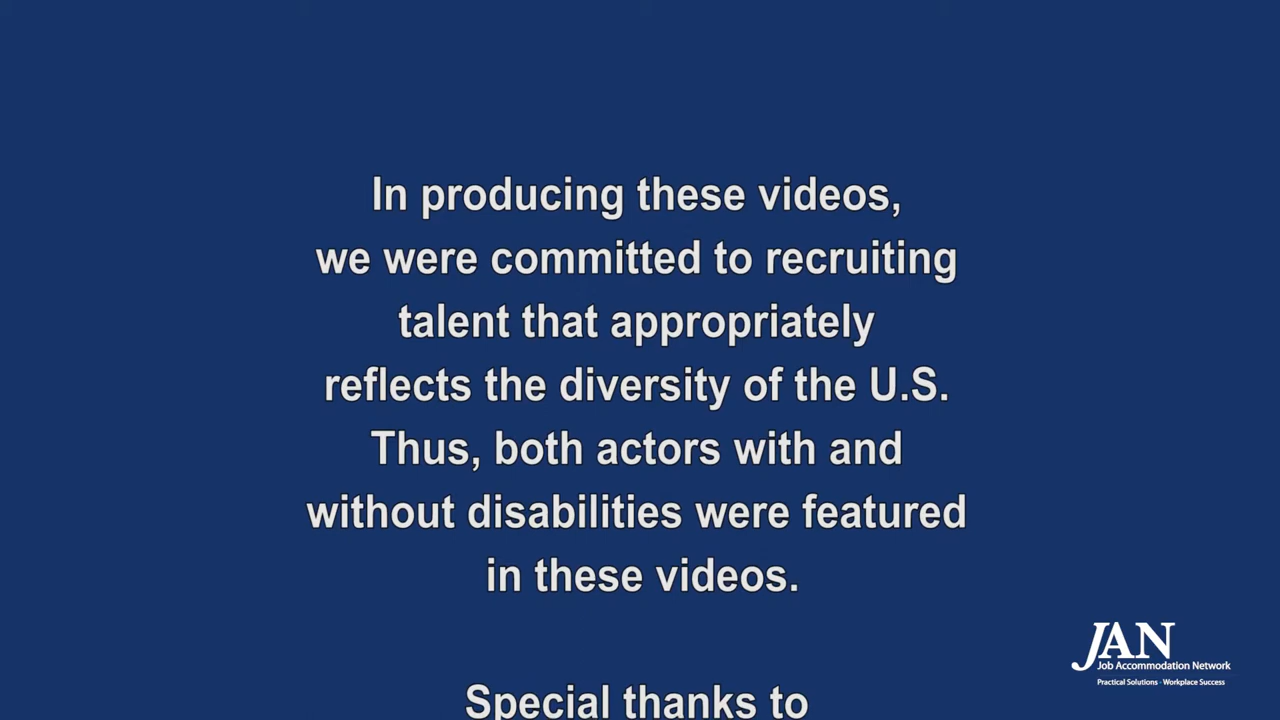 In producing these videos,
we were committed to recruiting
talent that appropriately
reflects the diversity of the U.S.
Thus, both actors with and
without disabilities were featured
in these videos.
Special thanks to
JAN
Job Accommodation Network
Practical Solutions · Workplace Success